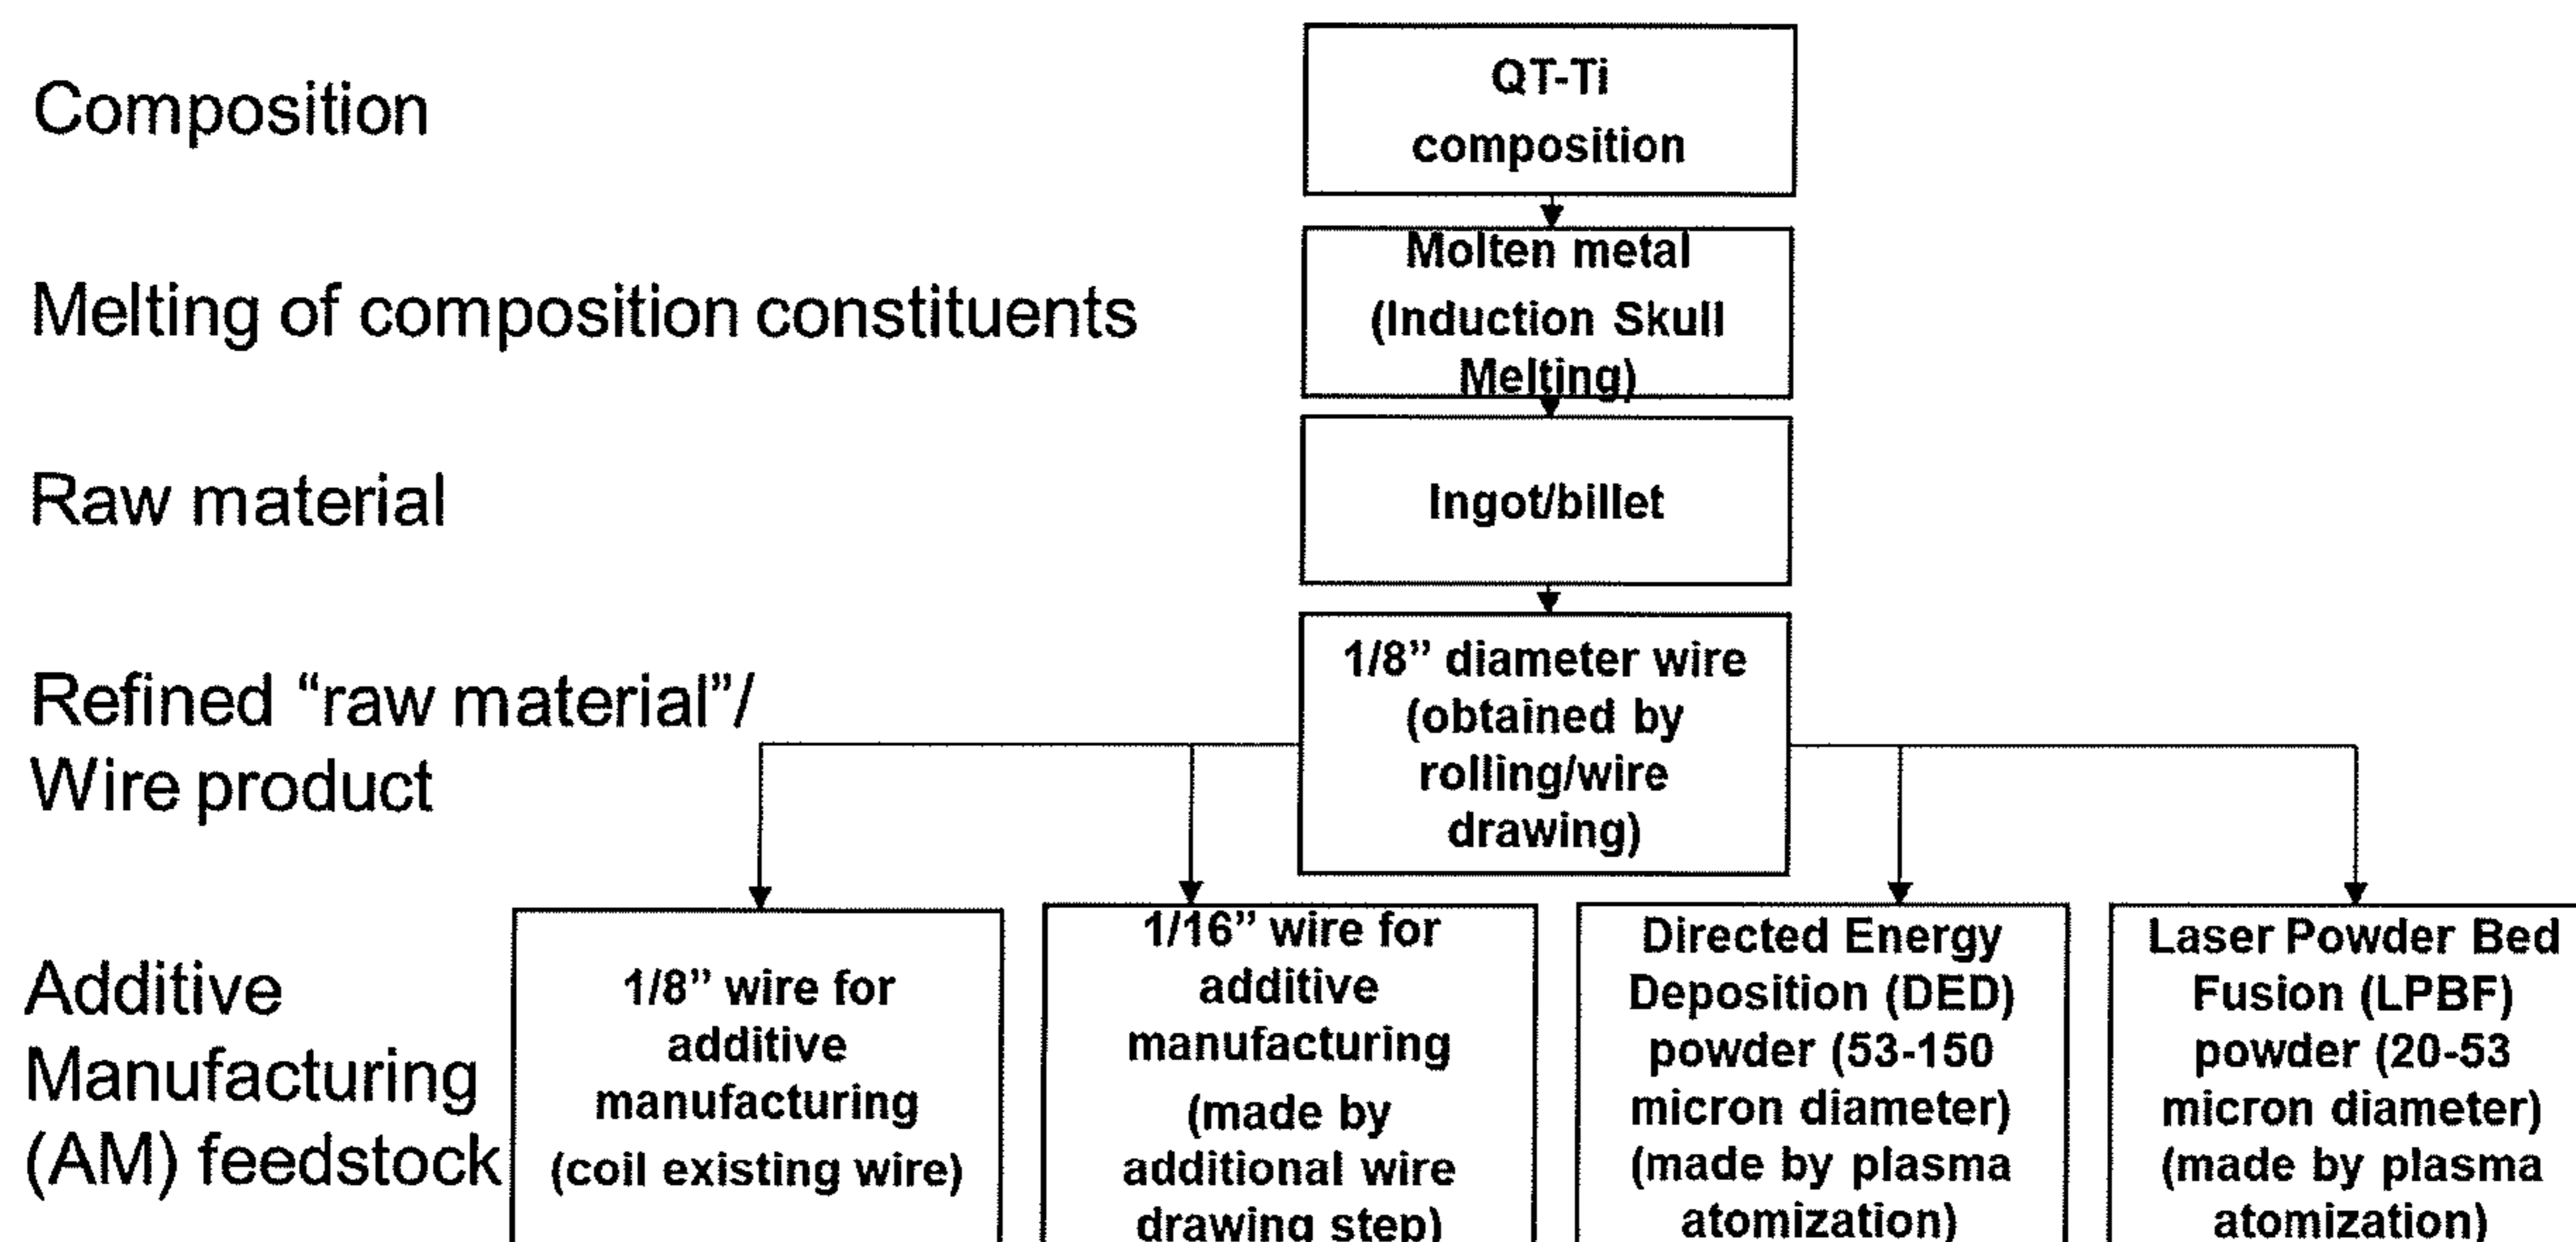 Composition
QT-Ti
composition
Melting of composition constituents
Molten metal
(Induction Skull
Melting)
Raw material
Ingot/billet
Refined “raw material”/
Wire product
1/8” diameter wire
(obtained by
rolling/wire
drawing)
Additive
Manufacturing
(AM) feedstock
1/8” wire for
additive
manufacturing
(coil existing wire)
1/16” wire for
additive
manufacturing
(made by
additional wire
drawing step)
Directed Energy
Deposition (DED)
powder (53-150
micron diameter)
(made by plasma
atomization)
Laser Powder Bed
Fusion (LPBF)
powder (20-53
micron diameter)
(made by plasma
atomization)